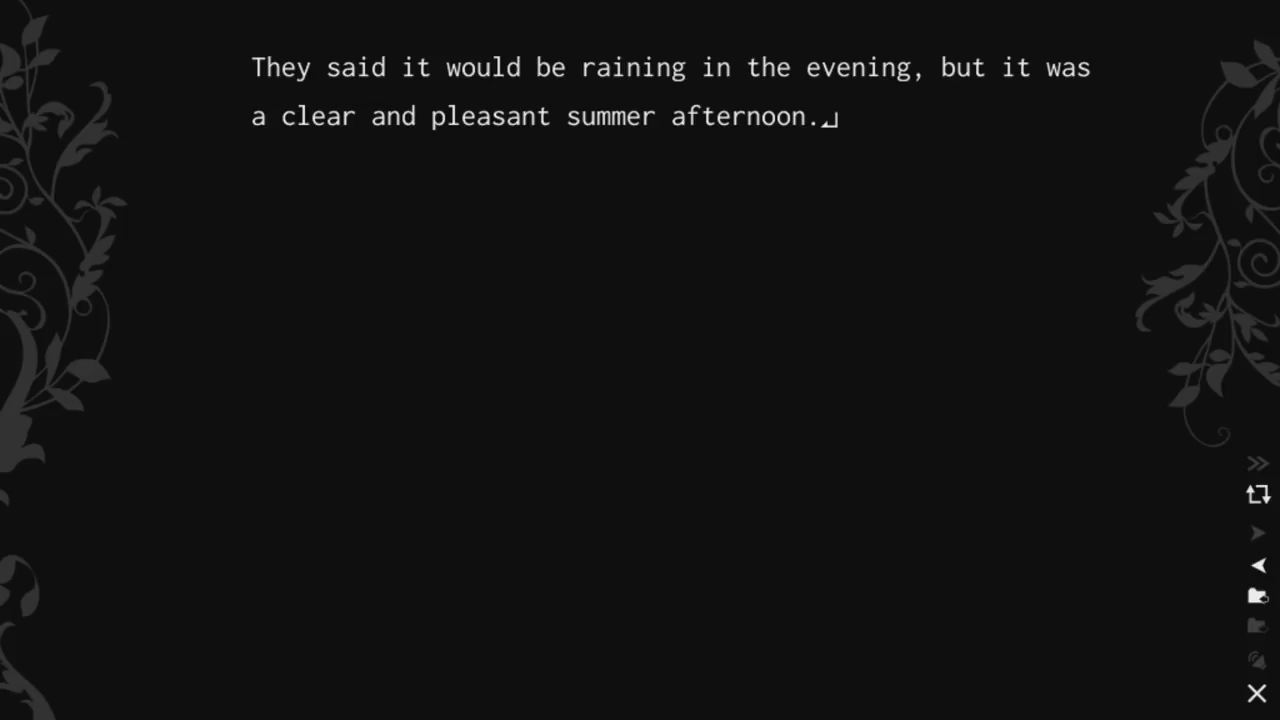 They said it would be raining in the evening, but it was
a clear and pleasant summer afternoon.